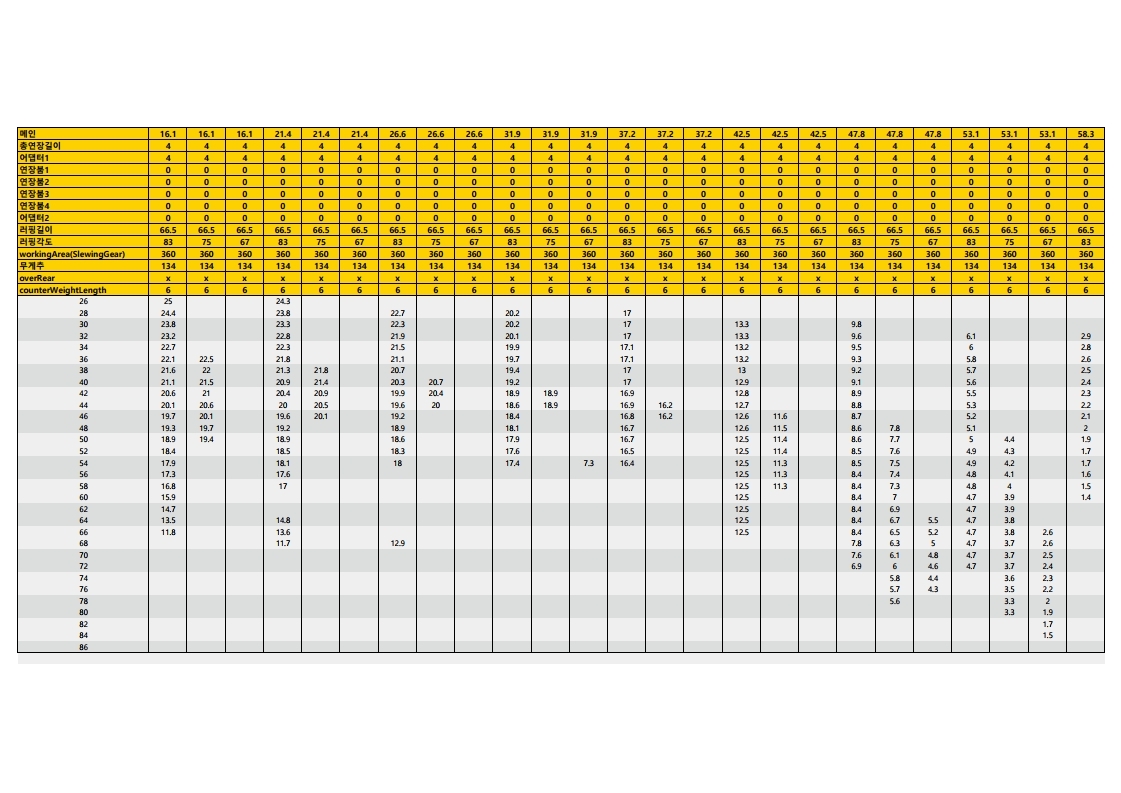 메인 16.1 16.1 16.1 21.4 21.4 21.4 26.6 26.6 26.6 31.9 31.9 31.9 37.2 37.2 37.2 42.5 42.5 42.5 47.8 47.8 47.8 53.1 53.1 53.1 58.3
총연장길이 4 4 4 4 4 4 4 4 4 4 4 4 4 4 4 4 4 4 4 4 4 4 4 4 4
어댑터1 4 4 4 4 4 4 4 4 4 4 4 4 4 4 4 4 4 4 4 4 4 4 4 4 4
연장붐1 0 0 0 0 0 0 0 0 0 0 0 0 0 0 0 0 0 0 0 0 0 0 0 0 0
연장붐2 0 0 0 0 0 0 0 0 0 0 0 0 0 0 0 0 0 0 0 0 0 0 0 0 0
연장붐3 0 0 0 0 0 0 0 0 0 0 0 0 0 0 0 0 0 0 0 0 0 0 0 0 0
연장붐4 0 0 0 0 0 0 0 0 0 0 0 0 0 0 0 0 0 0 0 0 0 0 0 0 0
어댑터2 0 0 0 0 0 0 0 0 0 0 0 0 0 0 0 0 0 0 0 0 0 0 0 0 0
러핑길이 66.5 66.5 66.5 66.5 66.5 66.5 66.5 66.5 66.5 66.5 66.5 66.5 66.5 66.5 66.5 66.5 66.5 66.5 66.5 66.5 66.5 66.5 66.5 66.5 66.5
러핑각도 83 75 67 83 75 67 83 75 67 83 75 67 83 75 67 83 75 67 83 75 67 83 75 67 83
workingArea(SlewingGear) 360 360 360 360 360 360 360 360 360 360 360 360 360 360 360 360 360 360 360 360 360 360 360 360 360
무게추 134 134 134 134 134 134 134 134 134 134 134 134 134 134 134 134 134 134 134 134 134 134 134 134 134
overRear x x x x x x x x x x x x x x x x x x x x x x x x x
counterWeightLength 6 6 6 6 6 6 6 6 6 6 6 6 6 6 6 6 6 6 6 6 6 6 6 6 6
26 25 24.3
28 24.4 23.8 22.7 20.2 17
30 23.8 23.3 22.3 20.2 17 13.3 9.8
32 23.2 22.8 21.9 20.1 17 13.3 9.6 6.1 2.9
34 22.7 22.3 21.5 19.9 17.1 13.2 9.5 6 2.8
36 22.1 22.5 21.8 21.1 19.7 17.1 13.2 9.3 5.8 2.6
38 21.6 22 21.3 21.8 20.7 19.4 17 13 9.2 5.7 2.5
40 21.1 21.5 20.9 21.4 20.3 20.7 19.2 17 12.9 9.1 5.6 2.4
42 20.6 21 20.4 20.9 19.9 20.4 18.9 18.9 16.9 12.8 8.9 5.5 2.3
44 20.1 20.6 20 20.5 19.6 20 18.6 18.9 16.9 16.2 12.7 8.8 5.3 2.2
46 19.7 20.1 19.6 20.1 19.2 18.4 16.8 16.2 12.6 11.6 8.7 5.2 2.1
48 19.3 19.7 19.2 18.9 18.1 16.7 12.6 11.5 8.6 7.8 5.1 2
50 18.9 19.4 18.9 18.6 17.9 16.7 12.5 11.4 8.6 7.7 5 4.4 1.9
52 18.4 18.5 18.3 17.6 16.5 12.5 11.4 8.5 7.6 4.9 4.3 1.7
54 17.9 18.1 18 17.4 7.3 16.4 12.5 11.3 8.5 7.5 4.9 4.2 1.7
56 17.3 17.6 12.5 11.3 8.4 7.4 4.8 4.1 1.6
58 16.8 17 12.5 11.3 8.4 7.3 4.8 4 1.5
60 15.9 12.5 8.4 7 4.7 3.9 1.4
62 14.7 12.5 8.4 6.9 4.7 3.9
64 13.5 14.8 12.5 8.4 6.7 5.5 4.7 3.8
66 11.8 13.6 12.5 8.4 6.5 5.2 4.7 3.8 2.6
68 11.7 12.9 7.8 6.3 5 4.7 3.7 2.6
70 7.6 6.1 4.8 4.7 3.7 2.5
72 6.9 6 4.6 4.7 3.7 2.4
74 5.8 4.4 3.6 2.3
76 5.7 4.3 3.5 2.2
78 5.6 3.3 2
80 3.3 1.9
82 1.7
84 1.5
86